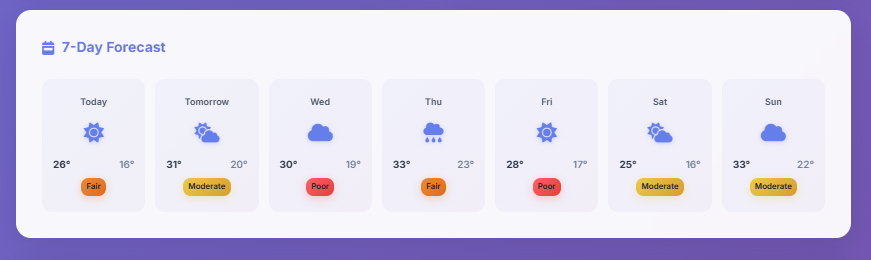 7-Day Forecast
Today
26° 16°
Fair
Tomorrow
31° 20°
Moderate
Wed
30° 19°
Poor
Thu
33° 23°
Fair
Fri
28° 17°
Poor
Sat
25° 16°
Moderate
Sun
33° 22°
Moderate